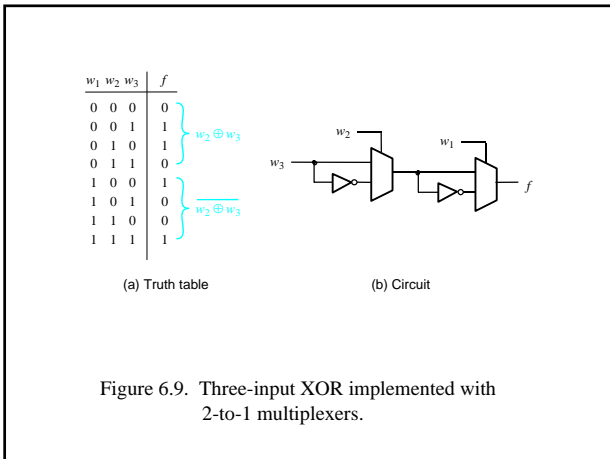 w1 w2 w3 f
0 0 0 0
0 0 1 1
0 1 0 1
0 1 1 0
1 0 0 1
1 0 1 0
1 1 0 0
1 1 1 1
w2 ⊕ w3
w2 ⊕ w3
(a) Truth table
w2
w3
w1
f
(b) Circuit
Figure 6.9. Three-input XOR implemented with
2-to-1 multiplexers.